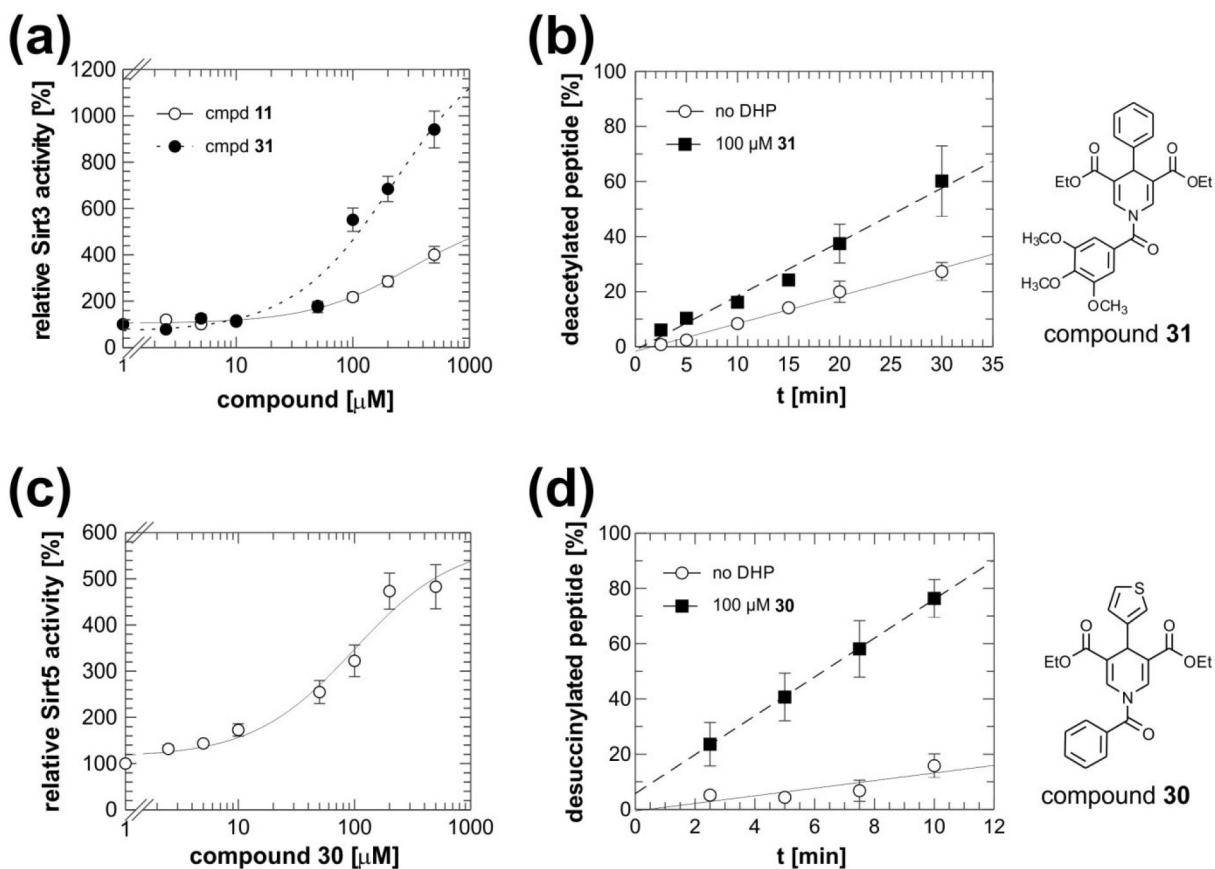 (a)
relative Sirt3 activity [%]
1200
1000
800
600
400
200
0
cmpd 11
cmpd 31
1
10
100
1000
compound [µM]
(b)
deacetylated peptide [%]
100
80
60
40
20
0
no DHP
100 µM 31
0
5
10
15
20
25
30
35
t [min]
O
O
EtO
OEt
N
H₃CO
O
H₃CO
OCH₃
compound 31
(c)
relative Sirt5 activity [%]
600
500
400
300
200
100
0
1
10
100
1000
compound 30 [µM]
(d)
desuccinylated peptide [%]
100
80
60
40
20
0
no DHP
100 µM 30
0
2
4
6
8
10
12
t [min]
S
O
O
EtO
OEt
N
O
compound 30